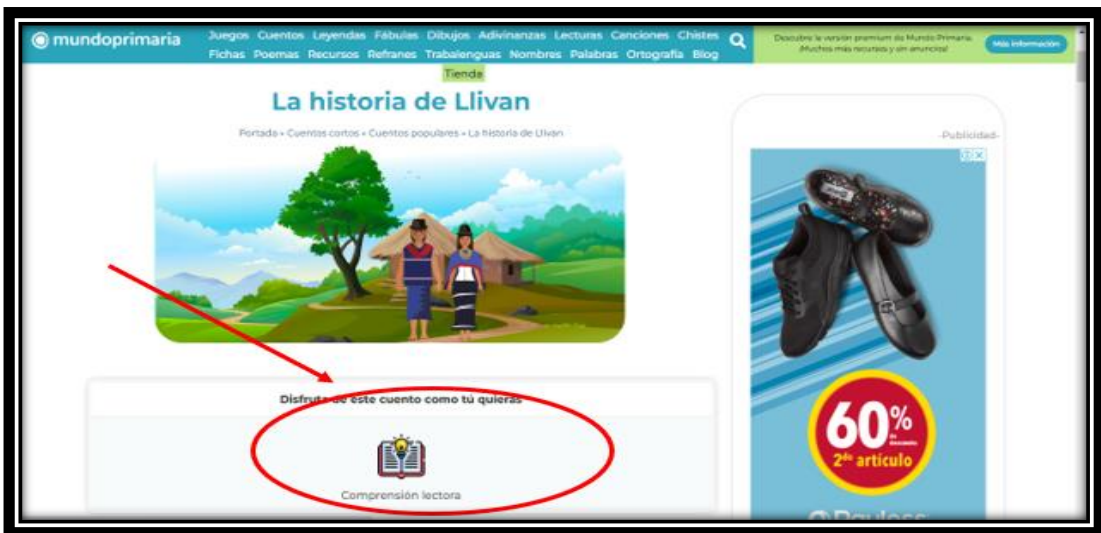 mundoprimaria
Juegos Cuentos Leyendas Fábulas Dibujos Adivinanzas Lecturas Canciones Chistes
Fichas Poemas Recursos Refranes Trabalenguas Nombres Palabras Ortografía Blog
Tienda
Descubre la versión premium de Mundo Primaria.
¡Muchos más recursos y sin anuncios!
Más información
La historia de Llivan
Portada » Cuentos cortos » Cuentos populares » La historia de Llivan
-Publicidad-
Disfruta de este cuento como tú quieras
Comprensión lectora
60%
de
descuento
2do artículo
Payless